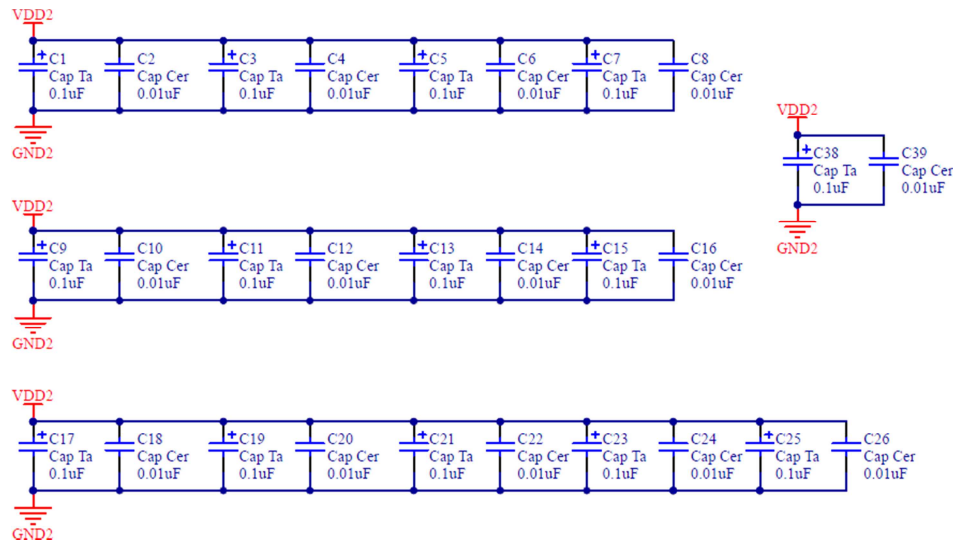 VDD2
+ C1
Cap Ta
0.1uF
C2
Cap Cer
0.01uF
+ C3
Cap Ta
0.1uF
C4
Cap Cer
0.01uF
+ C5
Cap Ta
0.1uF
C6
Cap Cer
0.01uF
+ C7
Cap Ta
0.1uF
C8
Cap Cer
0.01uF
GND2
VDD2
+ C38
Cap Ta
0.1uF
C39
Cap Cer
0.01uF
GND2
VDD2
+ C9
Cap Ta
0.1uF
C10
Cap Cer
0.01uF
+ C11
Cap Ta
0.1uF
C12
Cap Cer
0.01uF
+ C13
Cap Ta
0.1uF
C14
Cap Cer
0.01uF
+ C15
Cap Ta
0.1uF
C16
Cap Cer
0.01uF
GND2
VDD2
+ C17
Cap Ta
0.1uF
C18
Cap Cer
0.01uF
+ C19
Cap Ta
0.1uF
C20
Cap Cer
0.01uF
+ C21
Cap Ta
0.1uF
C22
Cap Cer
0.01uF
+ C23
Cap Ta
0.1uF
C24
Cap Cer
0.01uF
+ C25
Cap Ta
0.1uF
C26
Cap Cer
0.01uF
GND2